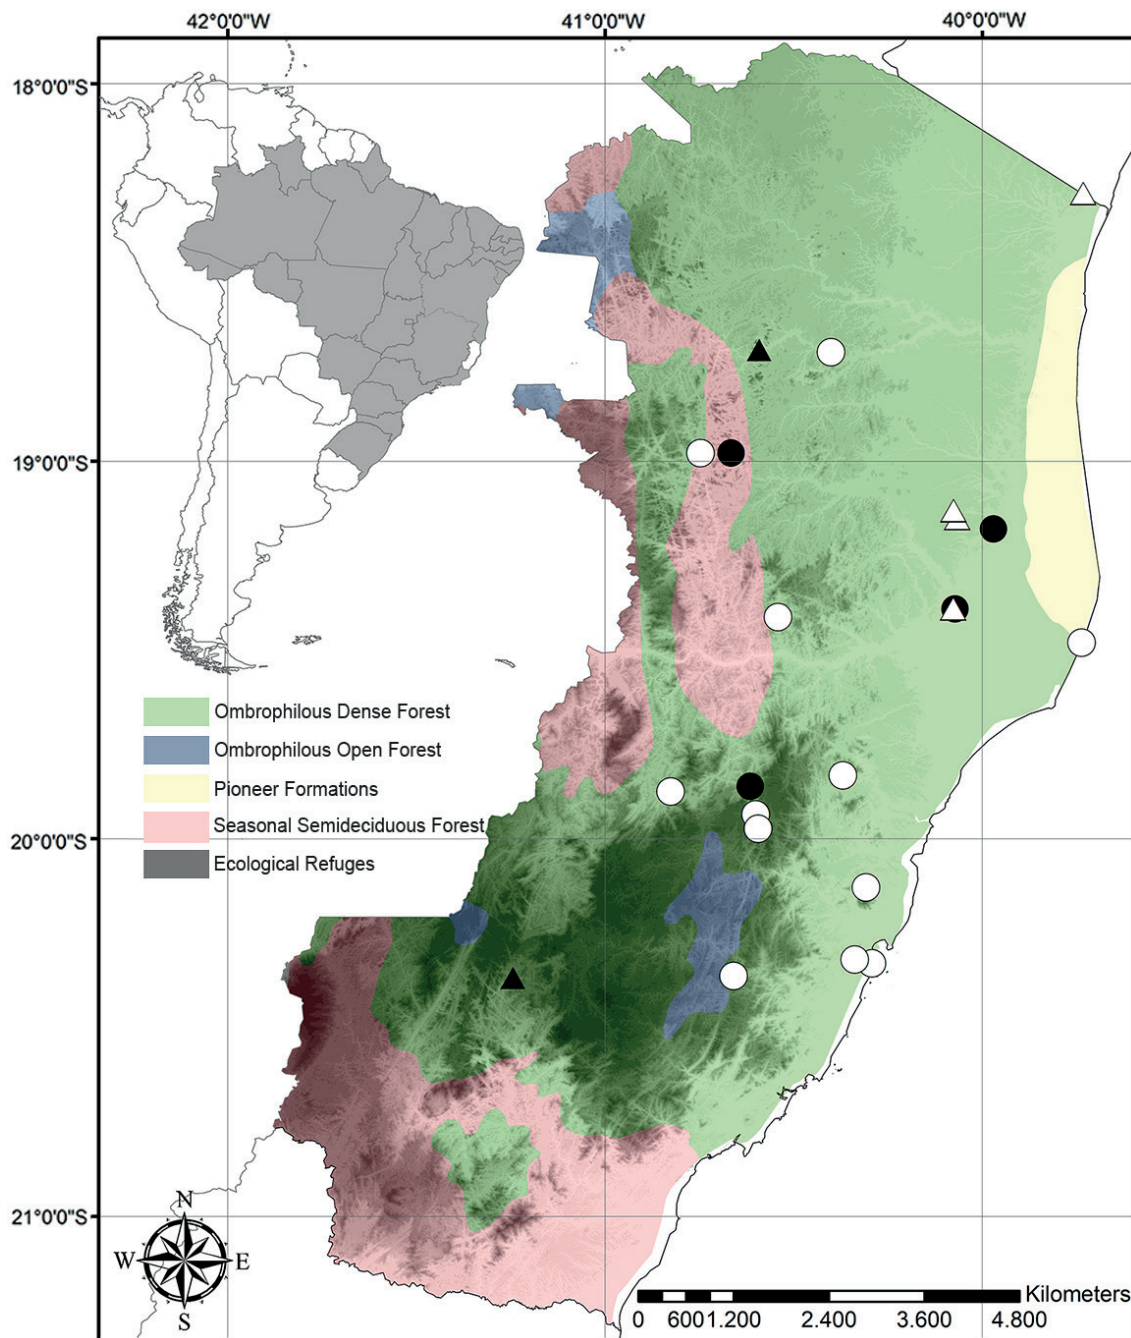 42°0'0"W 41°0'0"W 40°0'0"W
18°0'0"S
19°0'0"S
Ombrophilous Dense Forest
Ombrophilous Open Forest
Pioneer Formations
Seasonal Semideciduous Forest
20°0'0"S
Ecological Refuges
21°0'0"S
N
W E
S
Kilometers
0 600 1.200 2.400 3.600 4.800